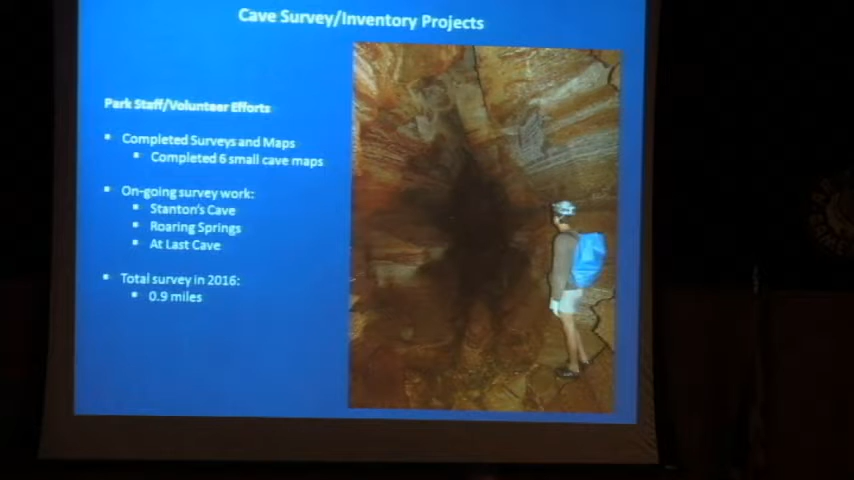 Cave Survey/Inventory Projects
Park Staff/Volunteer Efforts
Completed Surveys and Maps
Completed 6 small cave maps
On-going survey work:
Stanton's Cave
Roaring Springs
At Last Cave
Total survey in 2016:
0.9 miles